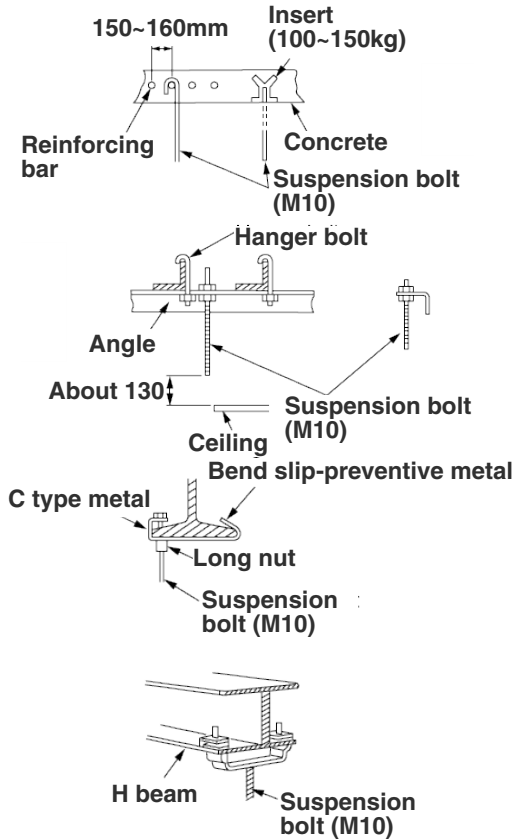 150~160mm
Insert
(100~150kg)
Reinforcing
bar
Concrete
Suspension bolt
(M10)
Hanger bolt
Angle
About 130
Suspension bolt
(M10)
Ceiling
Bend slip-preventive metal
C type metal
Long nut
Suspension
bolt (M10)
H beam
Suspension
bolt (M10)